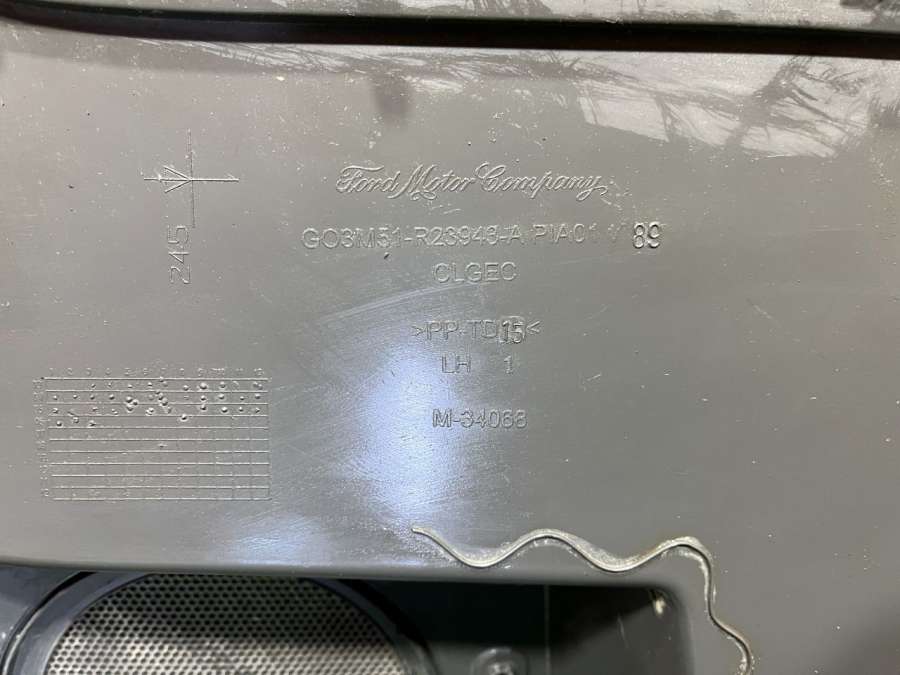 Ford Motor Company
GO3M51-R23943-A PIA01 V 89
245
CLGEC
>PP-TD15<
LH 1
M-34068